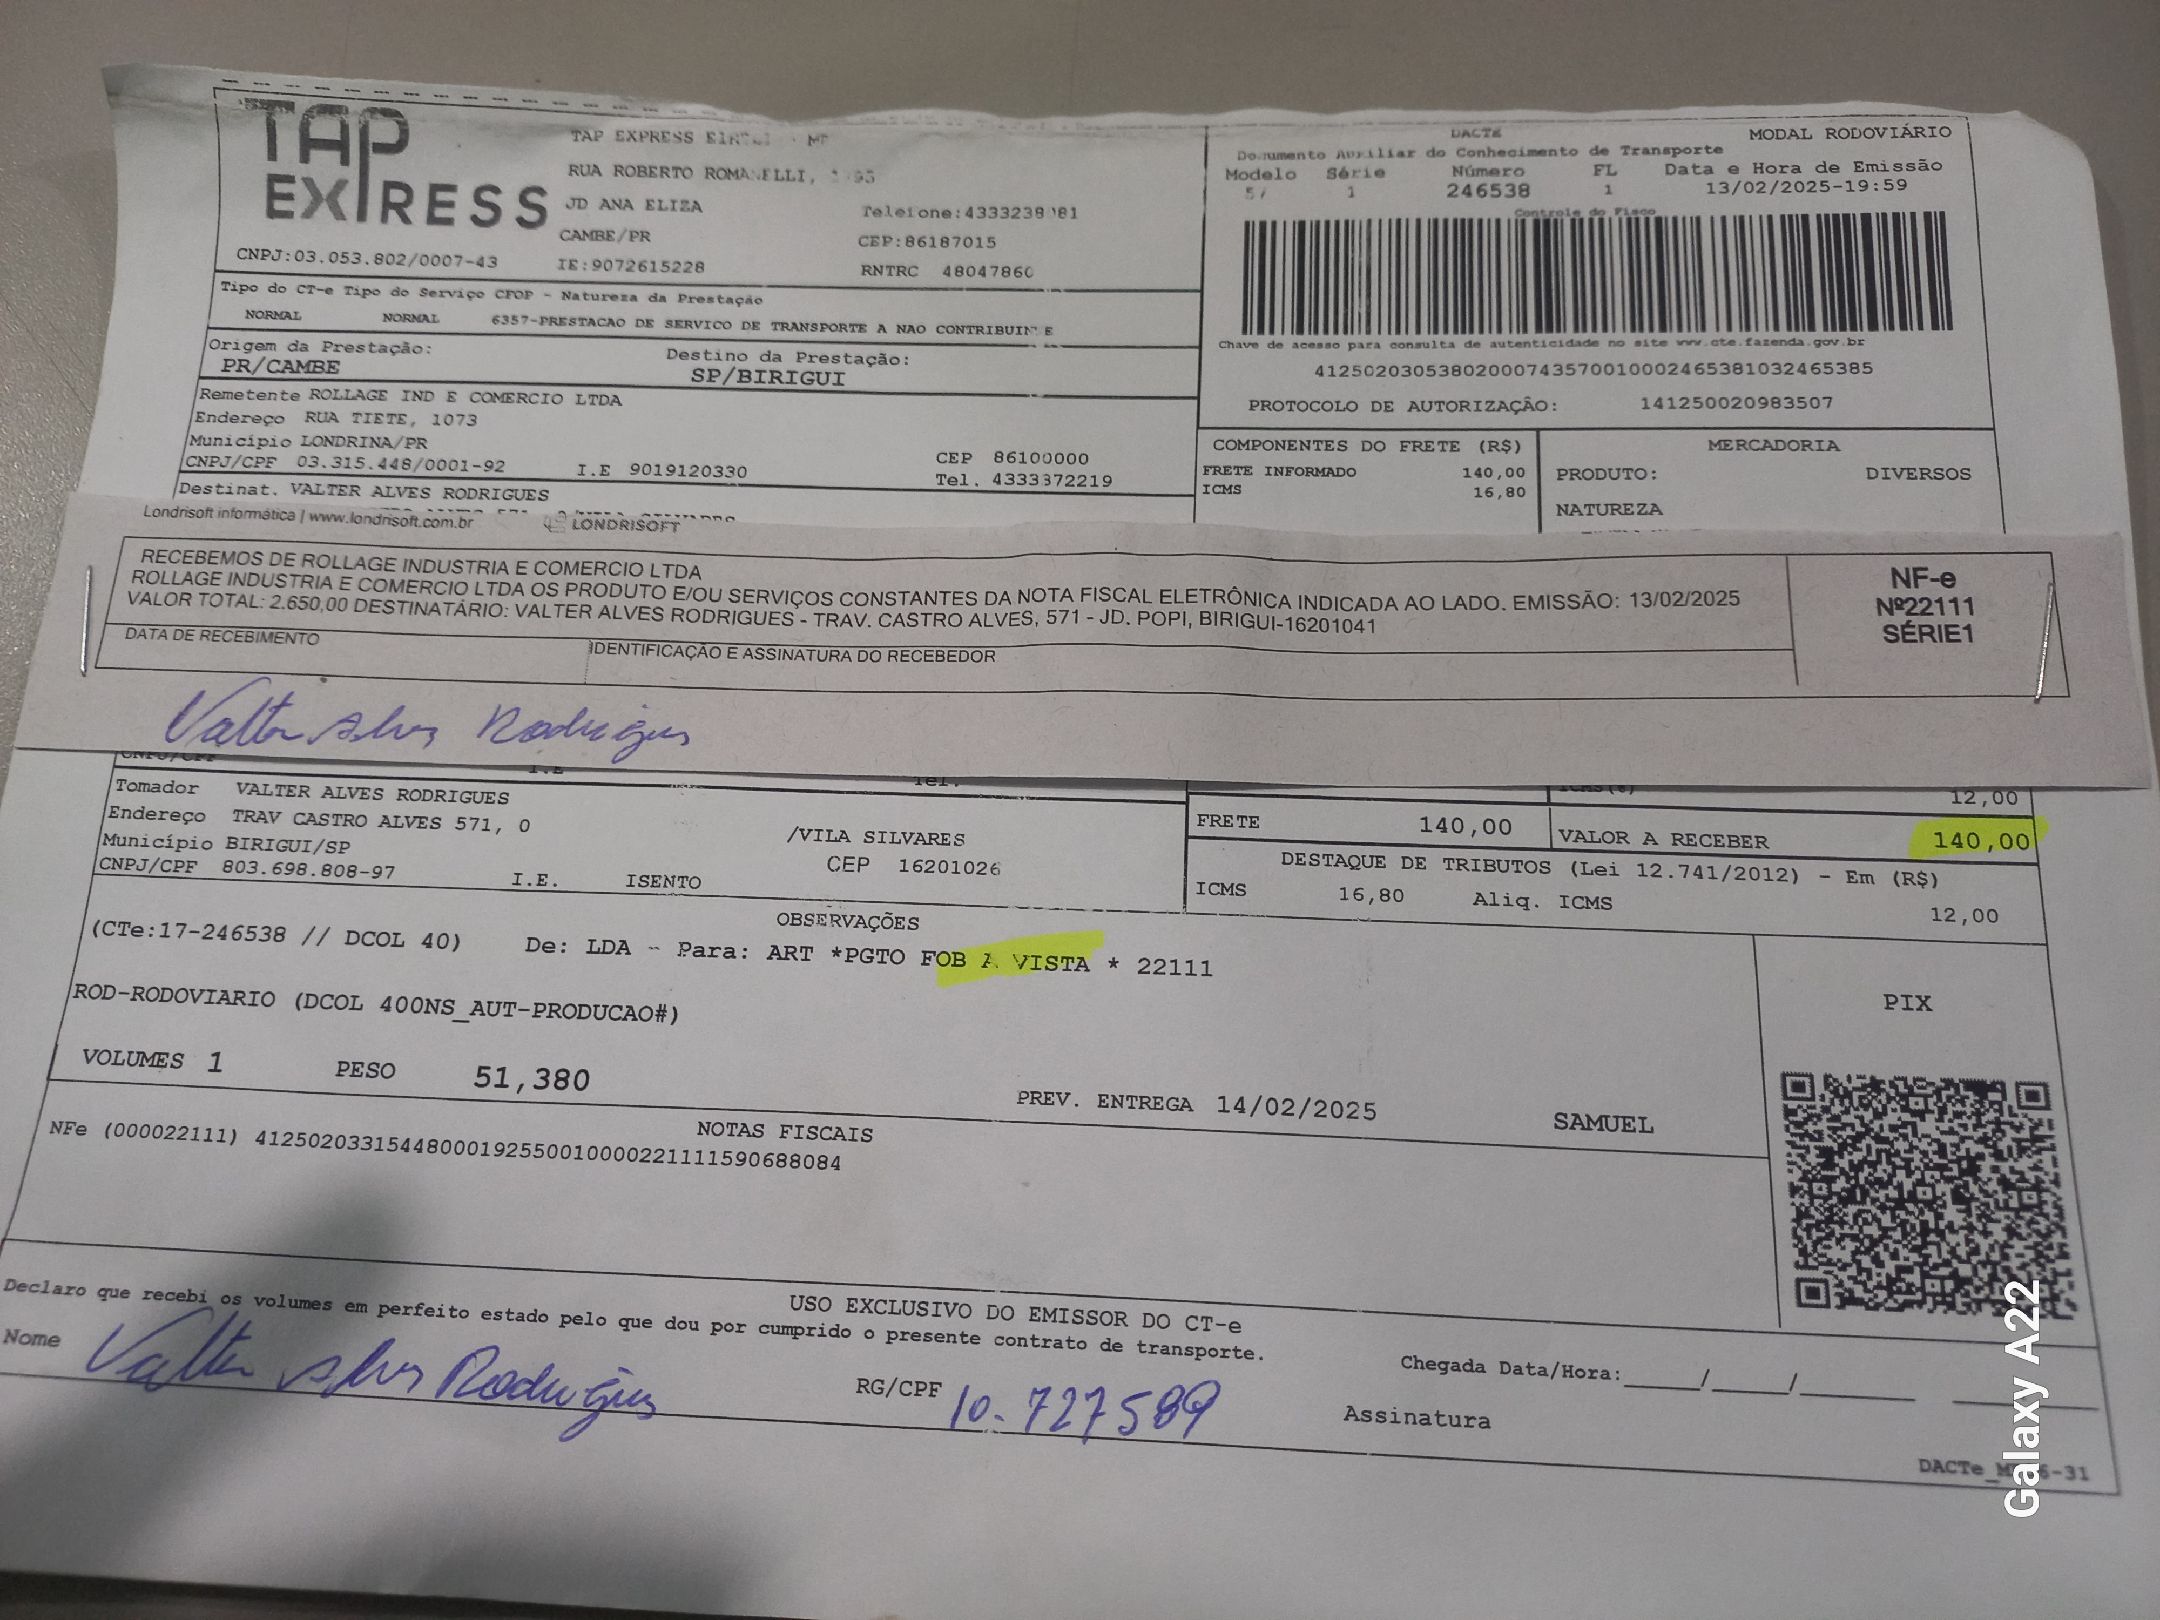 TAP
EXPRESS
TAP EXPRESS
RUA ROBERTO ROMANELLI,
JD ANA ELIZA
Telefone:4333238
CAMBE/PR
CEP:86187015
CNPJ:03.053.802/0007-43
IE:9072615228
RNTRC 48047860
DACTE
MODAL RODOVIÁRIO
Documento Auxiliar do Conhecimento de Transporte
Modelo Série Número FL Data e Hora de Emissão
1 246538 1 13/02/2025-19:59
Controle do Fisco
Chave de acesso para consulta de autenticidade no site www.cte.fazenda.gov.br
41250203053802000743570010002465381032465385
PROTOCOLO DE AUTORIZAÇÃO: 141250020983507
Tipo do CT-e Tipo do Serviço CFOP - Natureza da Prestação
NORMAL NORMAL 6357-PRESTACAO DE SERVICO DE TRANSPORTE A NAO CONTRIBUINTE
Origem da Prestação:
PR/CAMBE
Destino da Prestação:
SP/BIRIGUI
Remetente ROLLAGE IND E COMERCIO LTDA
Endereço RUA TIETE, 1073
Município LONDRINA/PR
CEP 86100000
CNPJ/CPF 03.315.448/0001-92 I.E 9019120330
Tel. 4333372219
Destinat. VALTER ALVES RODRIGUES
COMPONENTES DO FRETE (R$)
FRETE INFORMADO 140,00
ICMS 16,80
MERCADORIA
PRODUTO: DIVERSOS
NATUREZA
Londrisoft informática | www.londrisoft.com.br LONDRISOFT
RECEBEMOS DE ROLLAGE INDUSTRIA E COMERCIO LTDA
ROLLAGE INDUSTRIA E COMERCIO LTDA OS PRODUTO E/OU SERVIÇOS CONSTANTES DA NOTA FISCAL ELETRÔNICA INDICADA AO LADO. EMISSÃO: 13/02/2025
VALOR TOTAL: 2.650,00 DESTINATÁRIO: VALTER ALVES RODRIGUES - TRAV. CASTRO ALVES, 571 - JD. POPI, BIRIGUI-16201041
DATA DE RECEBIMENTO
IDENTIFICAÇÃO E ASSINATURA DO RECEBEDOR
NF-e
Nº22111
SÉRIE1
Valter Alves Rodrigues
CNPJ/CPF I.E Tel.
Tomador VALTER ALVES RODRIGUES
Endereço TRAV CASTRO ALVES 571, 0 /VILA SILVARES
Município BIRIGUI/SP CEP 16201026
CNPJ/CPF 803.698.808-97 I.E. ISENTO
12,00
FRETE 140,00 VALOR A RECEBER 140,00
DESTAQUE DE TRIBUTOS (Lei 12.741/2012) - Em (R$)
ICMS 16,80 Aliq. ICMS 12,00
OBSERVAÇÕES
(CTe:17-246538 // DCOL 40) De: LDA - Para: ART *PGTO FOB A VISTA * 22111
ROD-RODOVIARIO (DCOL 400NS_AUT-PRODUCAO#)
PIX
VOLUMES 1 PESO 51,380
PREV. ENTREGA 14/02/2025 SAMUEL
NOTAS FISCAIS
NFe (000022111) 41250203315448000192550010000221111590688084
USO EXCLUSIVO DO EMISSOR DO CT-e
Declaro que recebi os volumes em perfeito estado pelo que dou por cumprido o presente contrato de transporte.
Nome Valter Alves Rodrigues
RG/CPF 10.727589
Chegada Data/Hora:_____/_____/
Assinatura
Galaxy A22